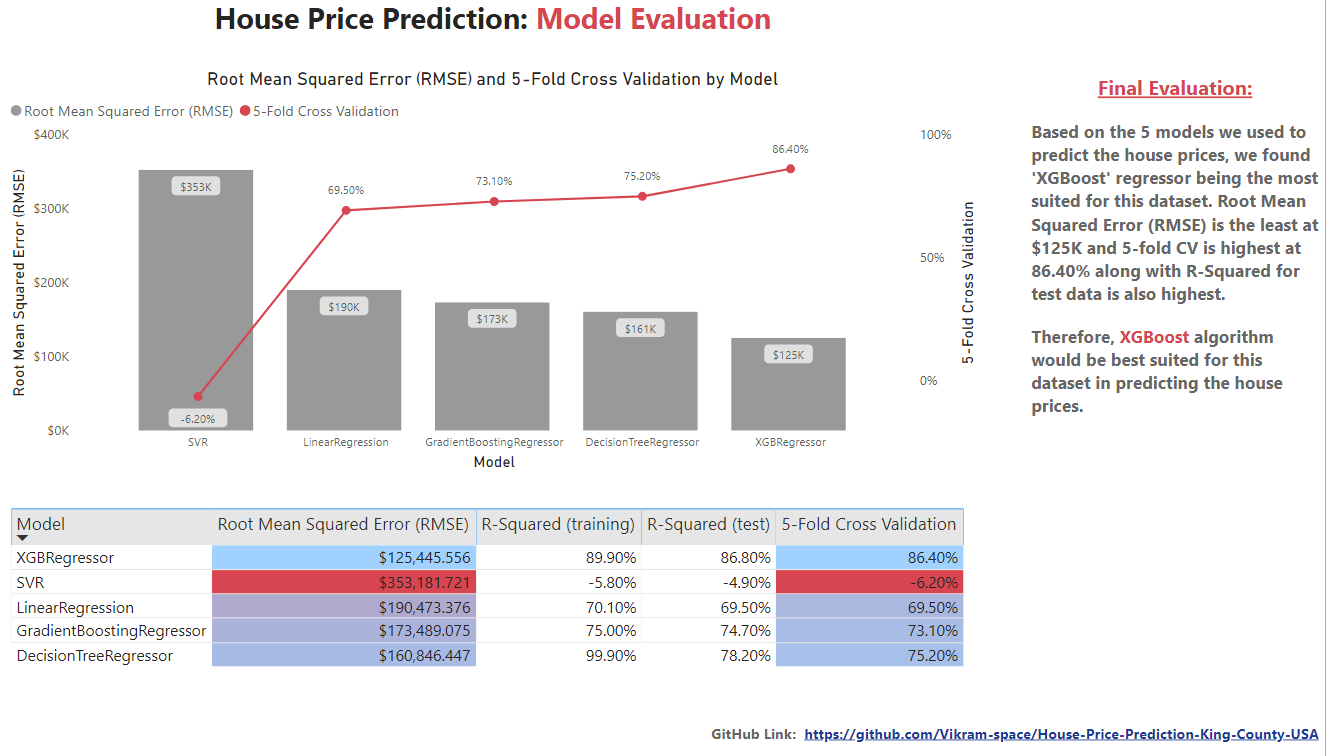 House Price Prediction: Model Evaluation
Root Mean Squared Error (RMSE) and 5-Fold Cross Validation by Model
Root Mean Squared Error (RMSE) 5-Fold Cross Validation
Root Mean Squared Error (RMSE)
$400K
$300K
$200K
$100K
$0K
$353K
$190K
$173K
$161K
$125K
-6.20%
69.50%
73.10%
75.20%
86.40%
100%
50%
0%
5-Fold Cross Validation
SVR LinearRegression GradientBoostingRegressor DecisionTreeRegressor XGBRegressor
Model
Final Evaluation:
Based on the 5 models we used to
predict the house prices, we found
'XGBoost' regressor being the most
suited for this dataset. Root Mean
Squared Error (RMSE) is the least at
$125K and 5-fold CV is highest at
86.40% along with R-Squared for
test data is also highest.
Therefore, XGBoost algorithm
would be best suited for this
dataset in predicting the house
prices.
Model Root Mean Squared Error (RMSE) R-Squared (training) R-Squared (test) 5-Fold Cross Validation
XGBRegressor $125,445.556 89.90% 86.80% 86.40%
SVR $353,181.721 -5.80% -4.90% -6.20%
LinearRegression $190,473.376 70.10% 69.50% 69.50%
GradientBoostingRegressor $173,489.075 75.00% 74.70% 73.10%
DecisionTreeRegressor $160,846.447 99.90% 78.20% 75.20%
GitHub Link: https://github.com/Vikram-space/House-Price-Prediction-King-County-USA